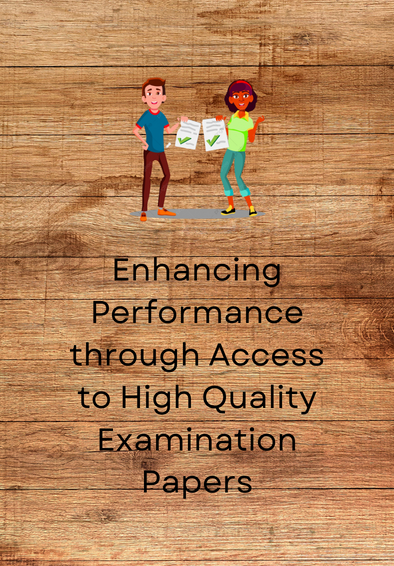 Enhancing
Performance
through Access
to High Quality
Examination
Papers